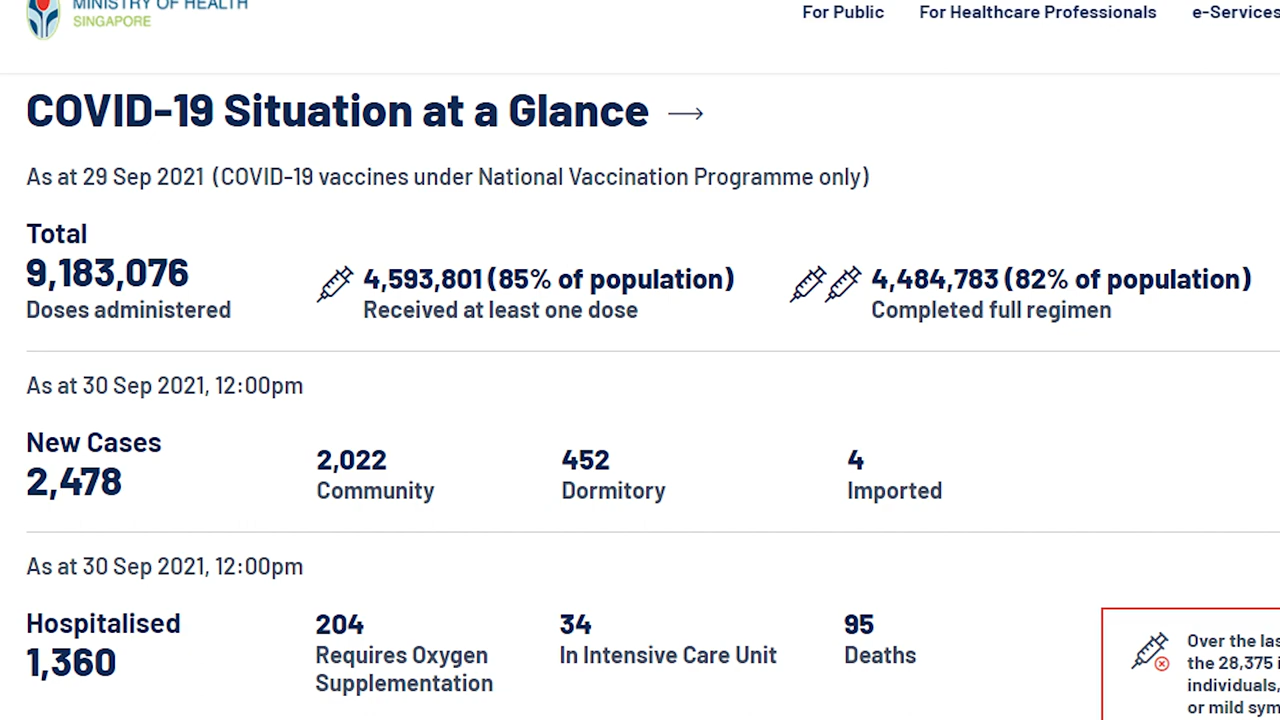 MINISTRY OF HEALTH
SINGAPORE
For Public For Healthcare Professionals e-Services
COVID-19 Situation at a Glance →
As at 29 Sep 2021 (COVID-19 vaccines under National Vaccination Programme only)
Total
9,183,076
Doses administered
4,593,801 (85% of population)
Received at least one dose
4,484,783 (82% of population)
Completed full regimen
As at 30 Sep 2021, 12:00pm
New Cases
2,478
2,022
Community
452
Dormitory
4
Imported
As at 30 Sep 2021, 12:00pm
Hospitalised
1,360
204
Requires Oxygen
Supplementation
34
In Intensive Care Unit
95
Deaths
Over the
the 28,375
individuals,
or mild